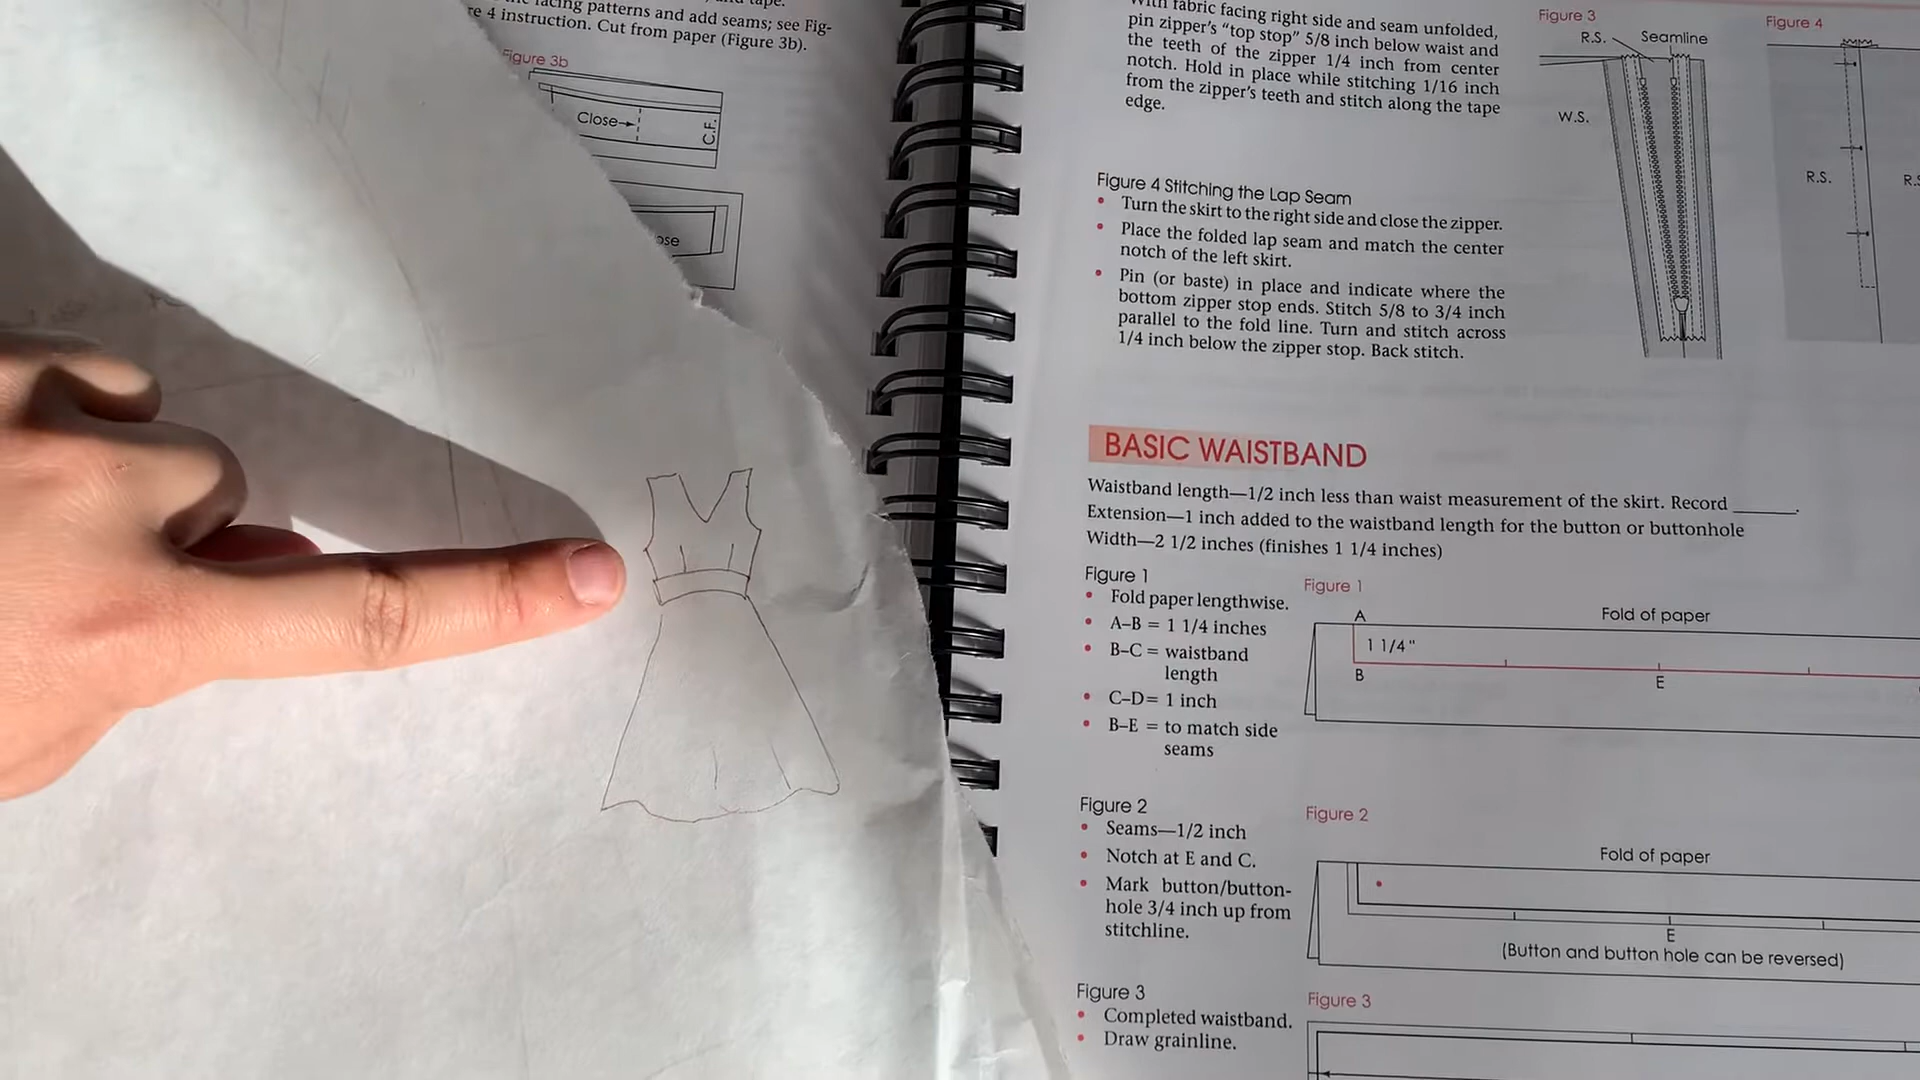 facing patterns and add seams; see Fig-
re 4 instruction. Cut from paper (Figure 3b).
igure 3b
Close
C.F.
ose
With fabric facing right side and seam unfolded,
pin zipper's "top stop" 5/8 inch below waist and
the teeth of the zipper 1/4 inch from center
notch. Hold in place while stitching 1/16 inch
from the zipper's teeth and stitch along the tape
edge.
Figure 4 Stitching the Lap Seam
• Turn the skirt to the right side and close the zipper.
• Place the folded lap seam and match the center
notch of the left skirt.
• Pin (or baste) in place and indicate where the
bottom zipper stop ends. Stitch 5/8 to 3/4 inch
parallel to the fold line. Turn and stitch across
1/4 inch below the zipper stop. Back stitch.
Figure 3
R.S.
Seamline
W.S.
Figure 4
R.S.
R.S
BASIC WAISTBAND
Waistband length—1/2 inch less than waist measurement of the skirt. Record ______.
Extension—1 inch added to the waistband length for the button or buttonhole
Width—2 1/2 inches (finishes 1 1/4 inches)
Figure 1
• Fold paper lengthwise.
• A–B = 1 1/4 inches
• B–C = waistband
length
• C–D= 1 inch
• B–E = to match side
seams
Figure 1
A
Fold of paper
1 1/4"
B
E
Figure 2
• Seams—1/2 inch
• Notch at E and C.
• Mark button/button-
hole 3/4 inch up from
stitchline.
Figure 2
Fold of paper
E
(Button and button hole can be reversed)
Figure 3
• Completed waistband.
• Draw grainline.
Figure 3